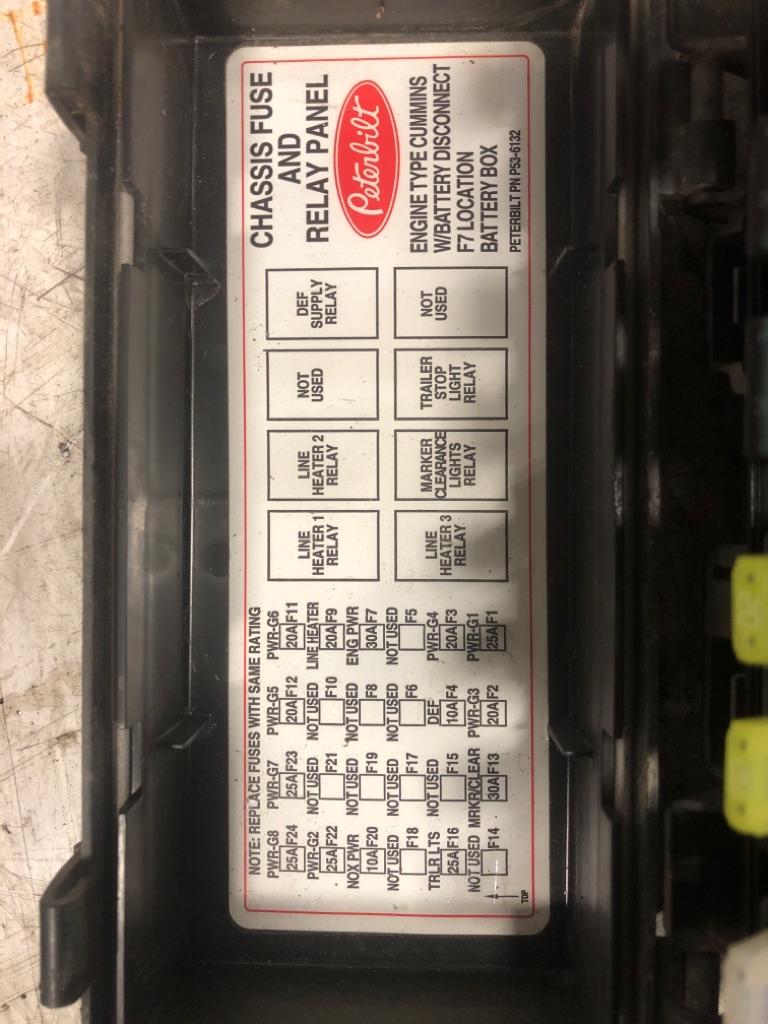 NOTE: REPLACE FUSES WITH SAME RATING
PWR-G8 PWR-G7 PWR-G5 PWR-G6
25A F24 25A F23 20A F12 20A F11
PWR-G2 NOT USED NOT USED LINE HEATER
25A F22 F21 F10 20A F9
NOX PWR NOT USED NOT USED ENG PWR
10A F20 F19 F8 30A F7
NOT USED NOT USED NOT USED NOT USED
F18 F17 F6 F5
TRLR LTS NOT USED DEF PWR-G4
25A F16 F15 10A F4 20A F3
NOT USED MRKR/CLEAR PWR-G3 PWR-G1
F14 30A F13 20A F2 25A F1
TOP
LINE
HEATER 1
RELAY
LINE
HEATER 2
RELAY
NOT
USED
DEF
SUPPLY
RELAY
LINE
HEATER 3
RELAY
MARKER
CLEARANCE
LIGHTS
RELAY
TRAILER
STOP
LIGHT
RELAY
NOT
USED
CHASSIS FUSE
AND
RELAY PANEL
Peterbilt
ENGINE TYPE CUMMINS
W/BATTERY DISCONNECT
F7 LOCATION
BATTERY BOX
PETERBILT PN P53-6132